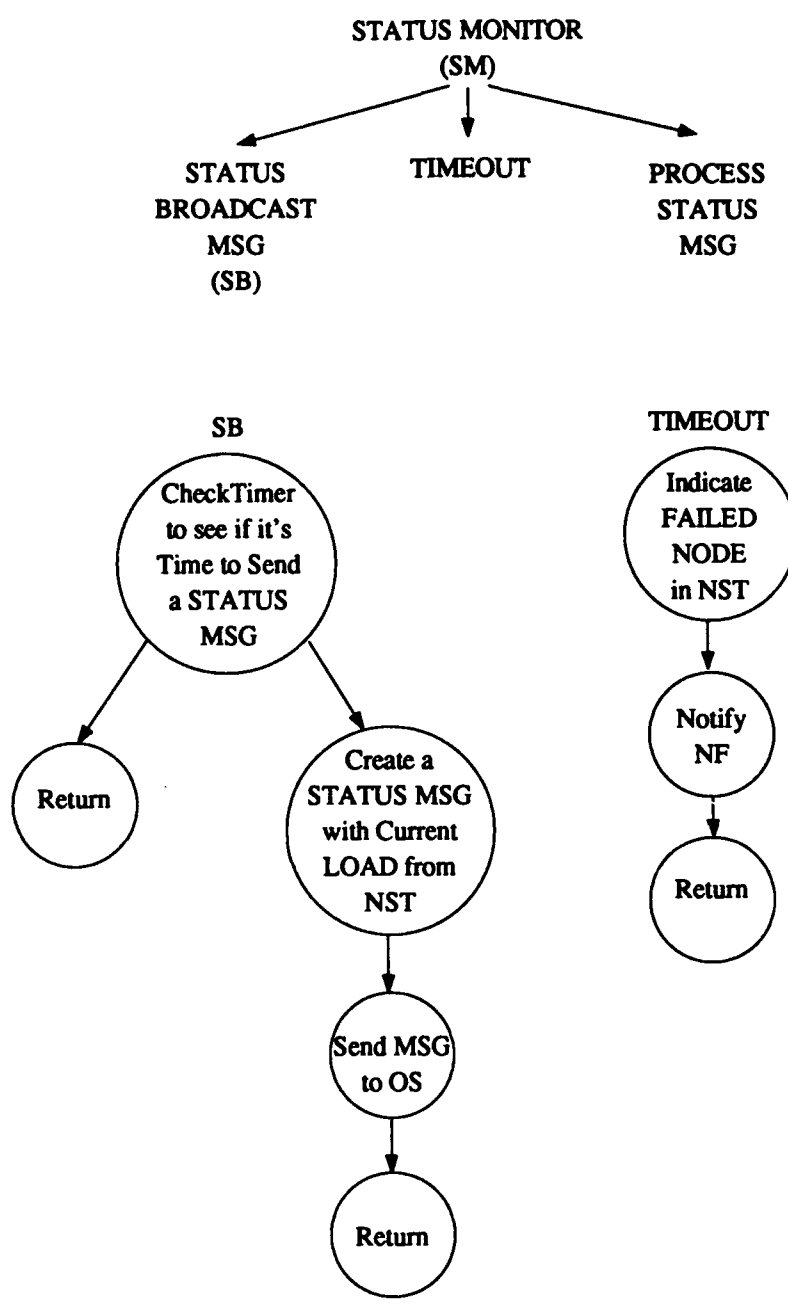 STATUS MONITOR
(SM)
STATUS
BROADCAST
MSG
(SB)
TIMEOUT
PROCESS
STATUS
MSG
SB
CheckTimer
to see if it's
Time to Send
a STATUS
MSG
Return
Create a
STATUS MSG
with Current
LOAD from
NST
Send MSG
to OS
Return
TIMEOUT
Indicate
FAILED
NODE
in NST
Notify
NF
Return